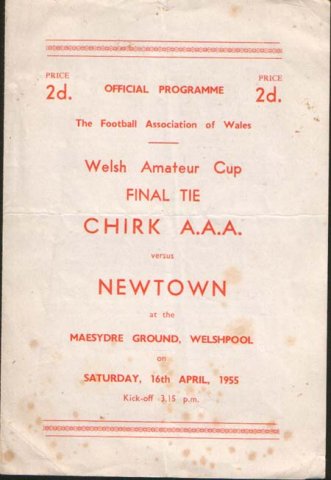 PRICE
2d.
OFFICIAL PROGRAMME
PRICE
2d.
The Football Association of Wales
Welsh Amateur Cup
FINAL TIE
CHIRK A.A.A.
versus
NEWTOWN
at the
MAESYDRE GROUND, WELSHPOOL
on
SATURDAY, 16th APRIL, 1955
Kick-off 3.15 p.m.